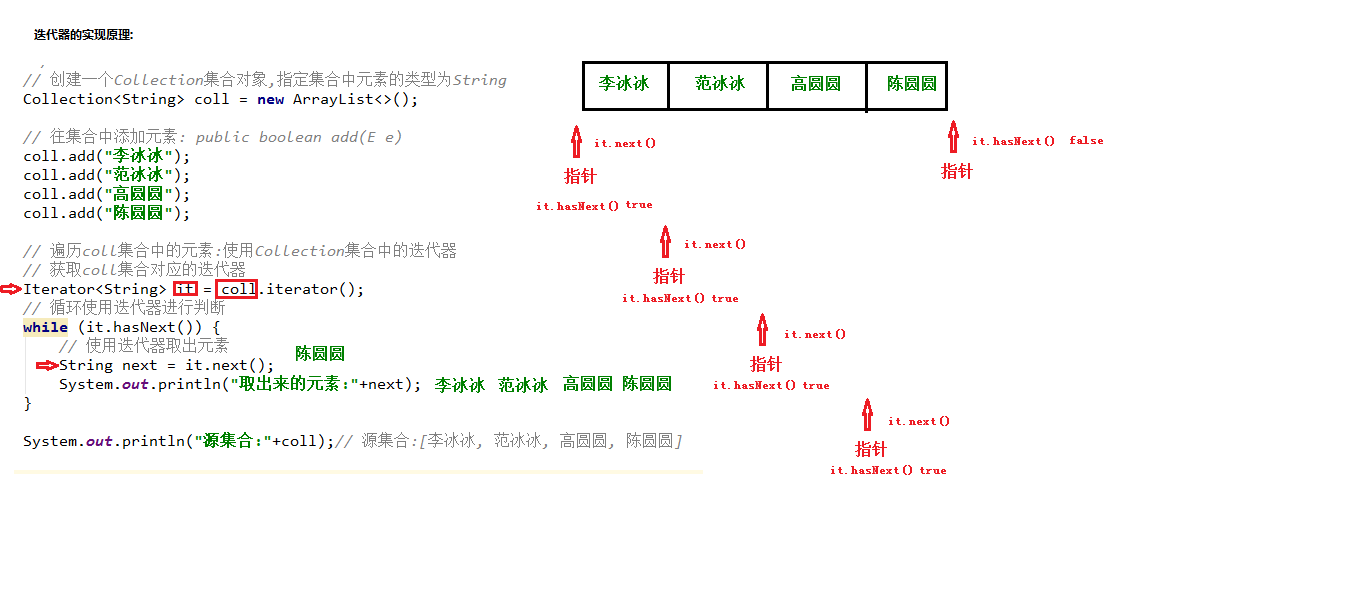 迭代器的实现原理:
// 创建一个Collection集合对象,指定集合中元素的类型为String
Collection<String> coll = new ArrayList<>();
// 往集合中添加元素: public boolean add(E e)
coll.add("李冰冰");
coll.add("范冰冰");
coll.add("高圆圆");
coll.add("陈圆圆");
// 遍历coll集合中的元素:使用Collection集合中的迭代器
// 获取coll集合对应的迭代器
Iterator<String> it = coll.iterator();
// 循环使用迭代器进行判断
while (it.hasNext()) {
// 使用迭代器取出元素
陈圆圆
String next = it.next();
System.out.println("取出来的元素:"+next); 李冰冰 范冰冰 高圆圆 陈圆圆
}
System.out.println("源集合:"+coll);// 源集合:[李冰冰, 范冰冰, 高圆圆, 陈圆圆]
李冰冰 范冰冰 高圆圆 陈圆圆
it.next()
指针
it.hasNext() true
it.next()
指针
it.hasNext() true
it.next()
指针
it.hasNext() true
it.next()
指针
it.hasNext() true
it.hasNext() false
指针